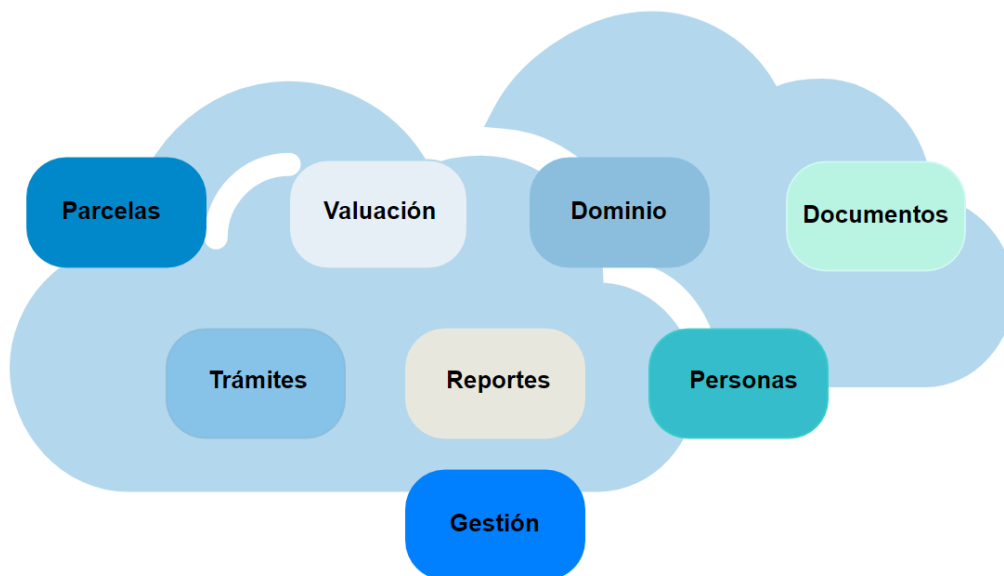 Parcelas
Valuación
Dominio
Documentos
Trámites
Reportes
Personas
Gestión